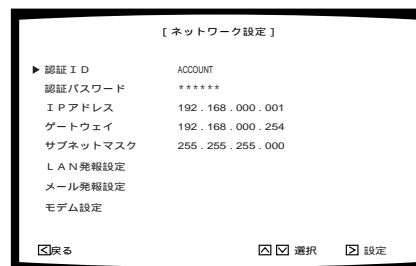 [ ネットワーク設定 ]
▶ 認証ＩＤ ACCOUNT
認証パスワード ******
ＩＰアドレス 192 . 168 . 000 . 001
ゲートウェイ 192 . 168 . 000 . 254
サブネットマスク 255 . 255 . 255 . 000
ＬＡＮ発報設定
メール発報設定
モデム設定
戻る 選択 設定